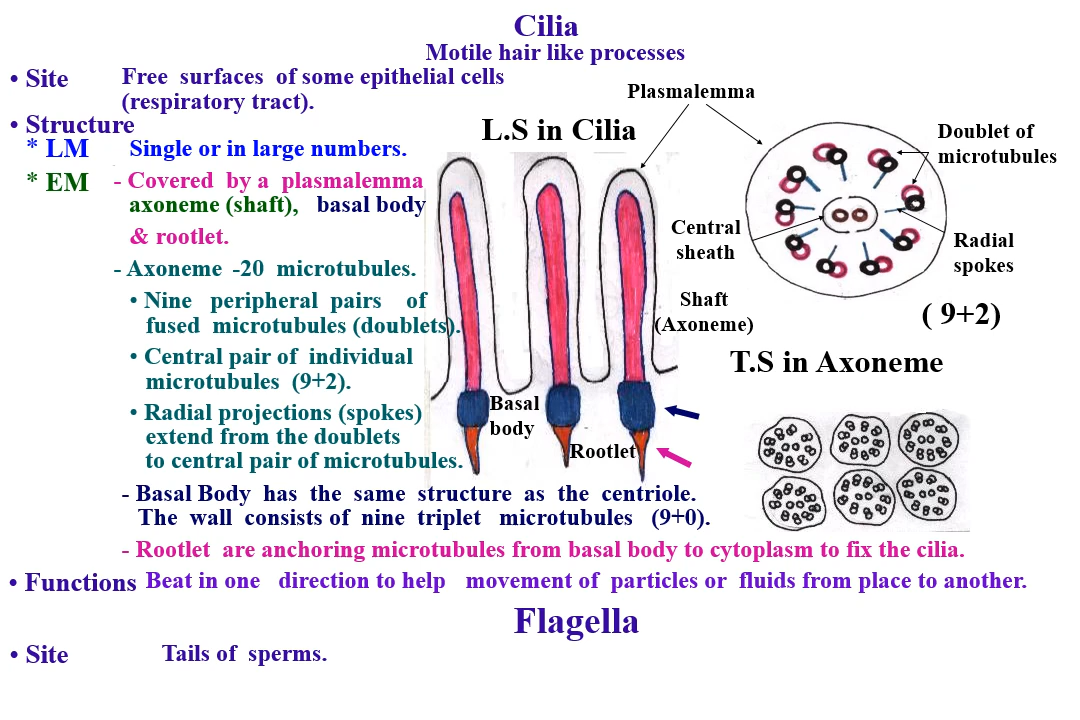 Cilia
Motile hair like processes
• Site Free surfaces of some epithelial cells
(respiratory tract).
• Structure
* LM Single or in large numbers.
* EM - Covered by a plasmalemma
axoneme (shaft), basal body
& rootlet.
- Axoneme -20 microtubules.
• Nine peripheral pairs of
fused microtubules (doublets).
• Central pair of individual
microtubules (9+2).
• Radial projections (spokes)
extend from the doublets
to central pair of microtubules.
L.S in Cilia
Plasmalemma
Doublet of
microtubules
Central
sheath
Radial
spokes
Shaft
(Axoneme)
( 9+2)
T.S in Axoneme
Basal
body
Rootlet
- Basal Body has the same structure as the centriole.
The wall consists of nine triplet microtubules (9+0).
- Rootlet are anchoring microtubules from basal body to cytoplasm to fix the cilia.
• Functions Beat in one direction to help movement of particles or fluids from place to another.
Flagella
• Site Tails of sperms.